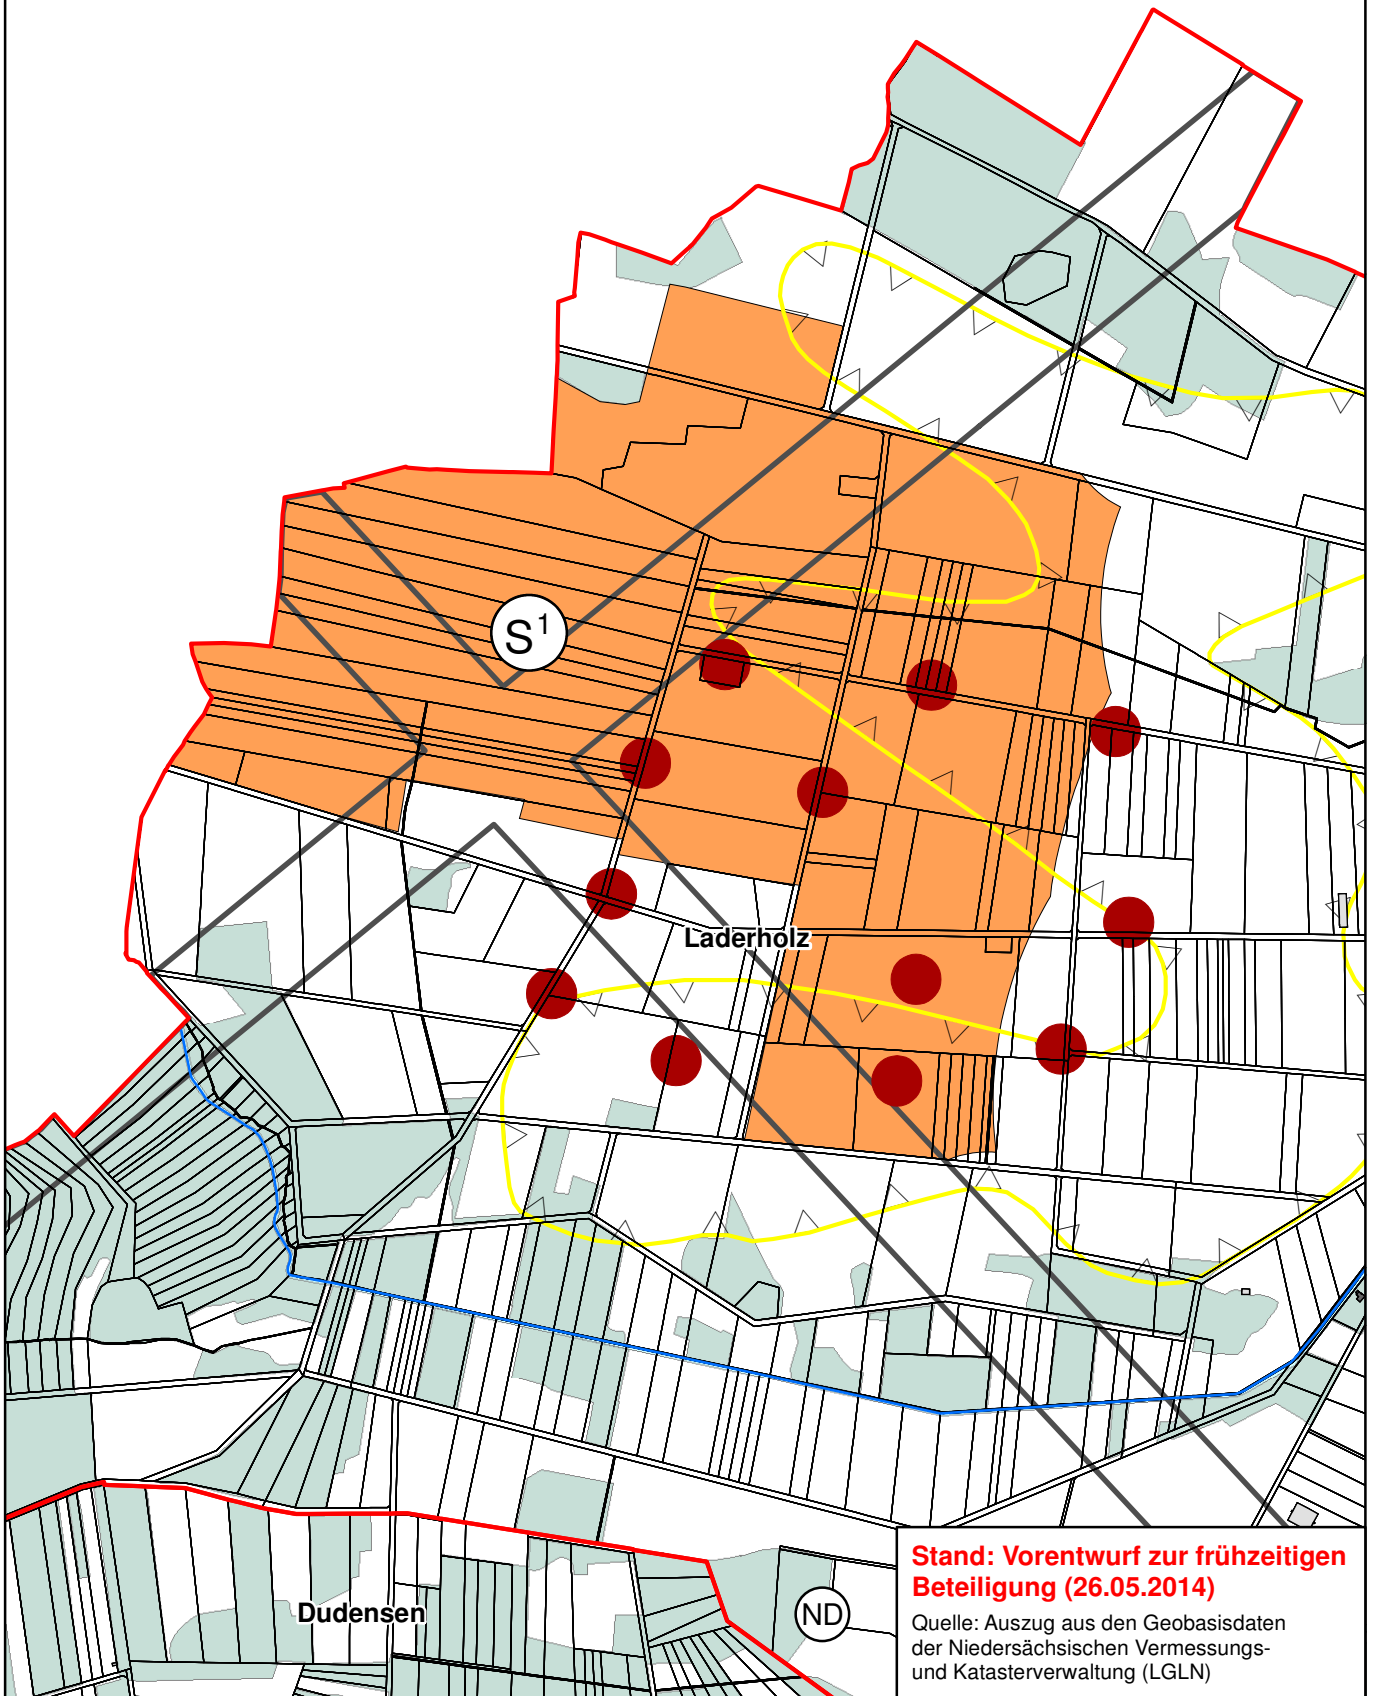 S¹
Laderholz
Dudensen
ND
Stand: Vorentwurf zur frühzeitigen
Beteiligung (26.05.2014)
Quelle: Auszug aus den Geobasisdaten
der Niedersächsischen Vermessungs-
und Katasterverwaltung (LGLN)